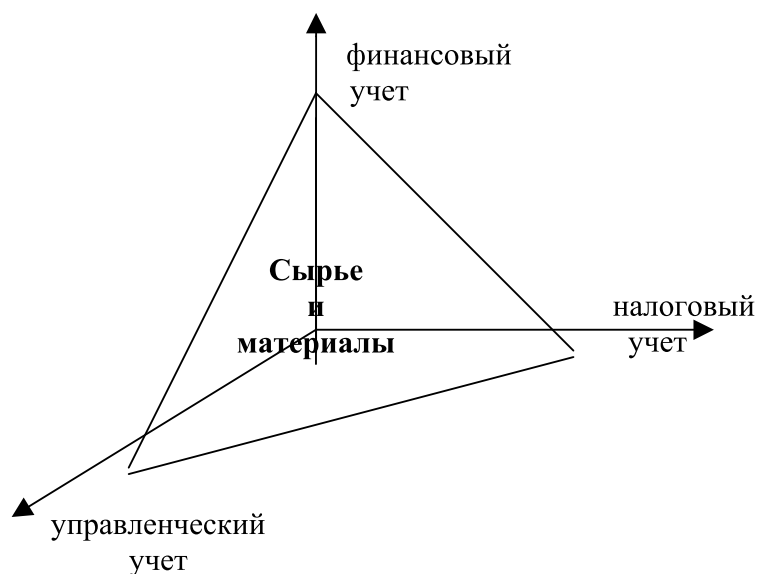 финансовый
учет
Сырье
и
материалы
налоговый
учет
управленческий
учет